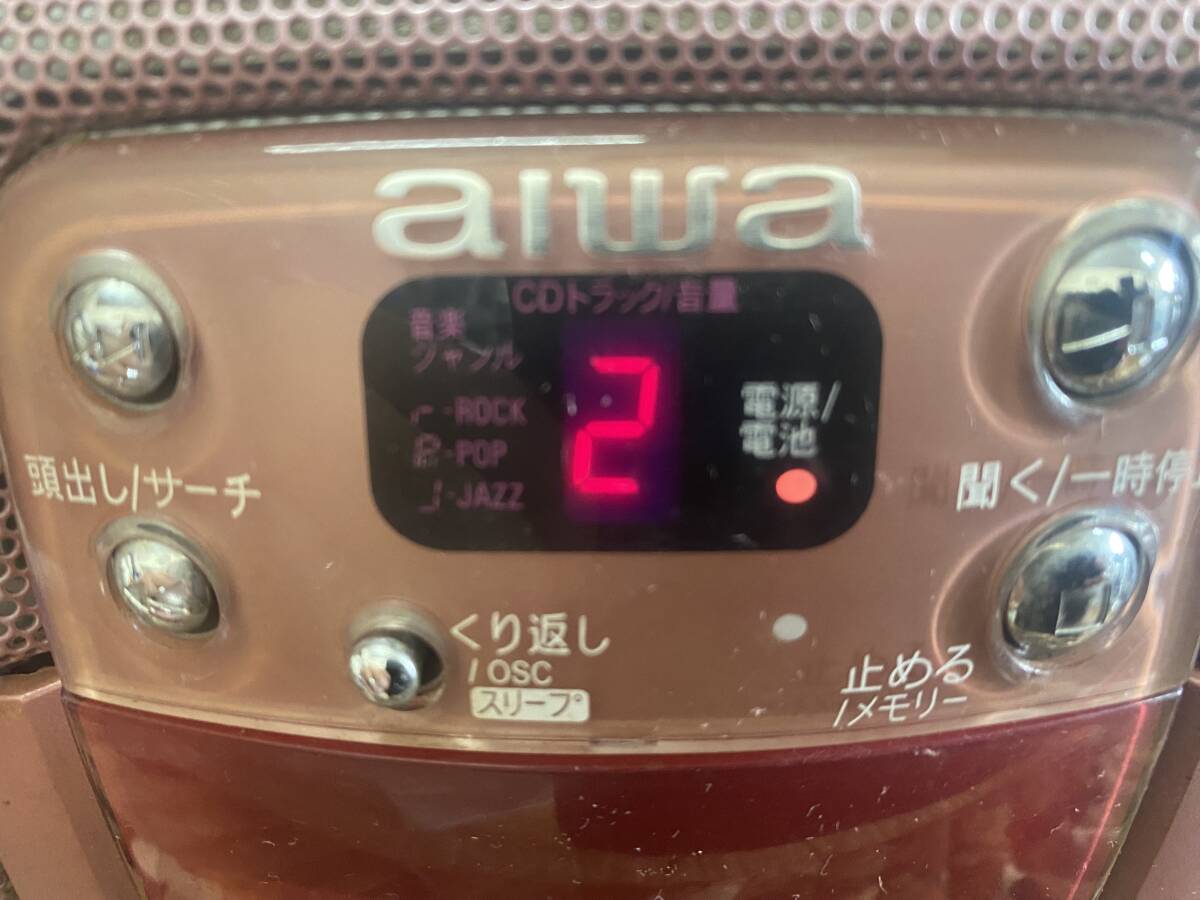 aiwa
CDトラック/音量
音楽
ジャンル
-ROCK
-POP
-JAZZ
2
電源/
電池
頭出し/サーチ
聞く/一時停
くり返し
/OSC
スリープ
止める
/メモリー